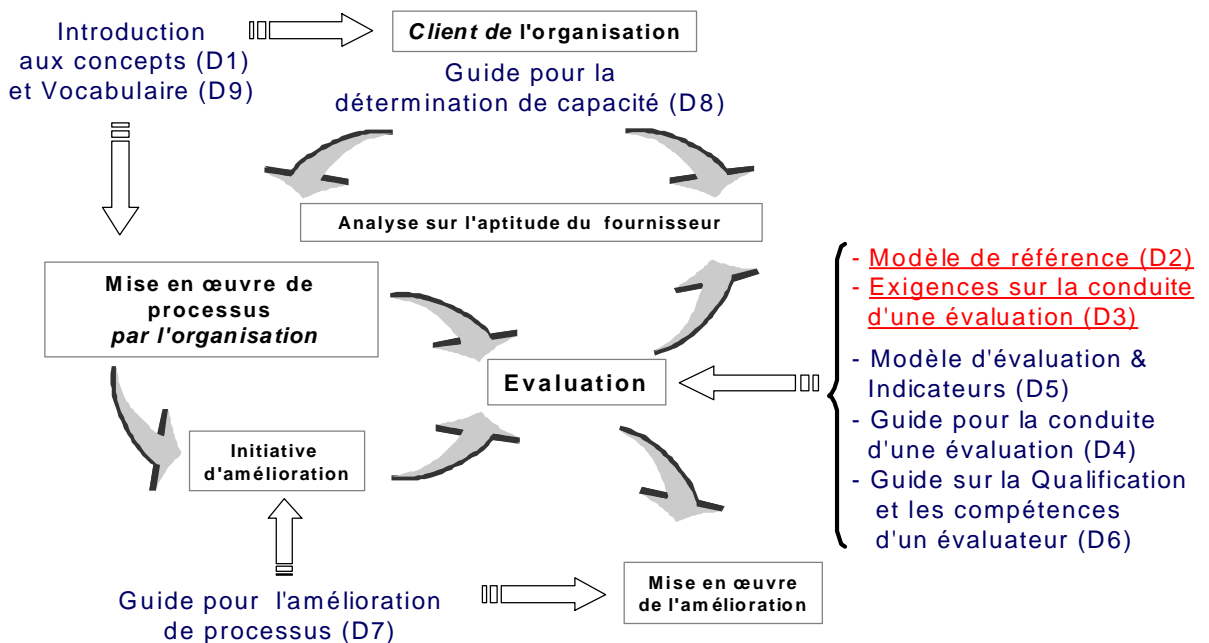 Introduction
aux concepts (D1)
et Vocabulaire (D9)
Client de l'organisation
Guide pour la
détermination de capacité (D8)
Analyse sur l'aptitude du fournisseur
Mise en œuvre de
processus
par l'organisation
Evaluation
- Modèle de référence (D2)
- Exigences sur la conduite
d'une évaluation (D3)
- Modèle d'évaluation &
Indicateurs (D5)
- Guide pour la conduite
d'une évaluation (D4)
- Guide sur la Qualification
et les compétences
d'un évaluateur (D6)
Initiative
d'amélioration
Guide pour l'amélioration
de processus (D7)
Mise en œuvre
de l'amélioration